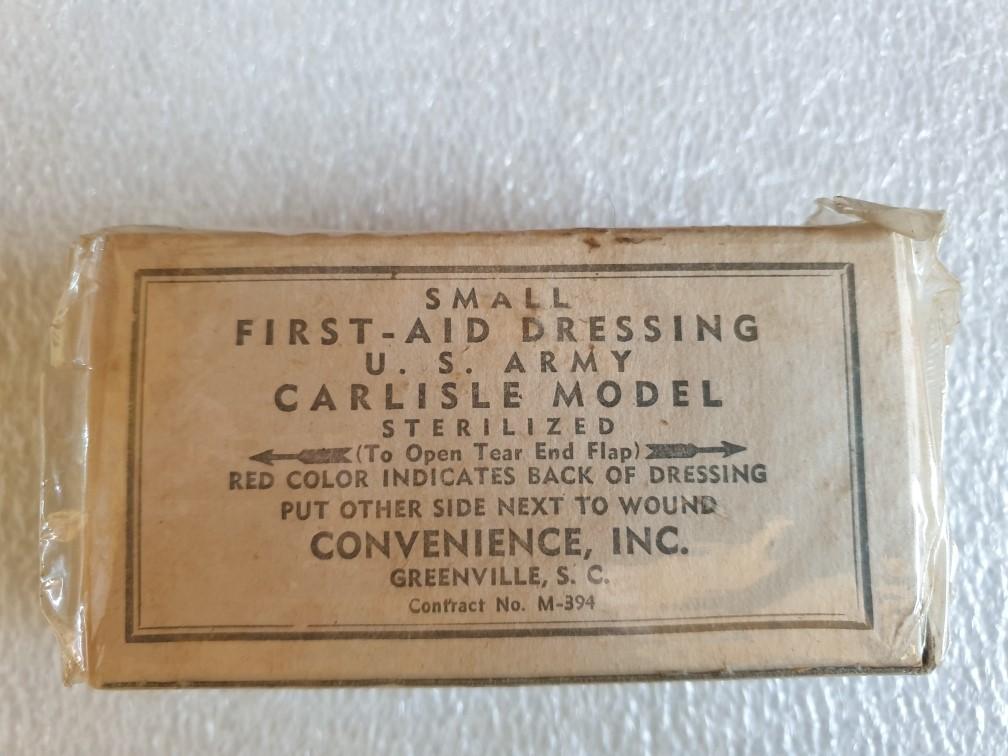 SMALL
FIRST-AID DRESSING
U. S. ARMY
CARLISLE MODEL
STERILIZED
(To Open Tear End Flap)
RED COLOR INDICATES BACK OF DRESSING
PUT OTHER SIDE NEXT TO WOUND
CONVENIENCE, INC.
GREENVILLE, S. C.
Contract No. M-394